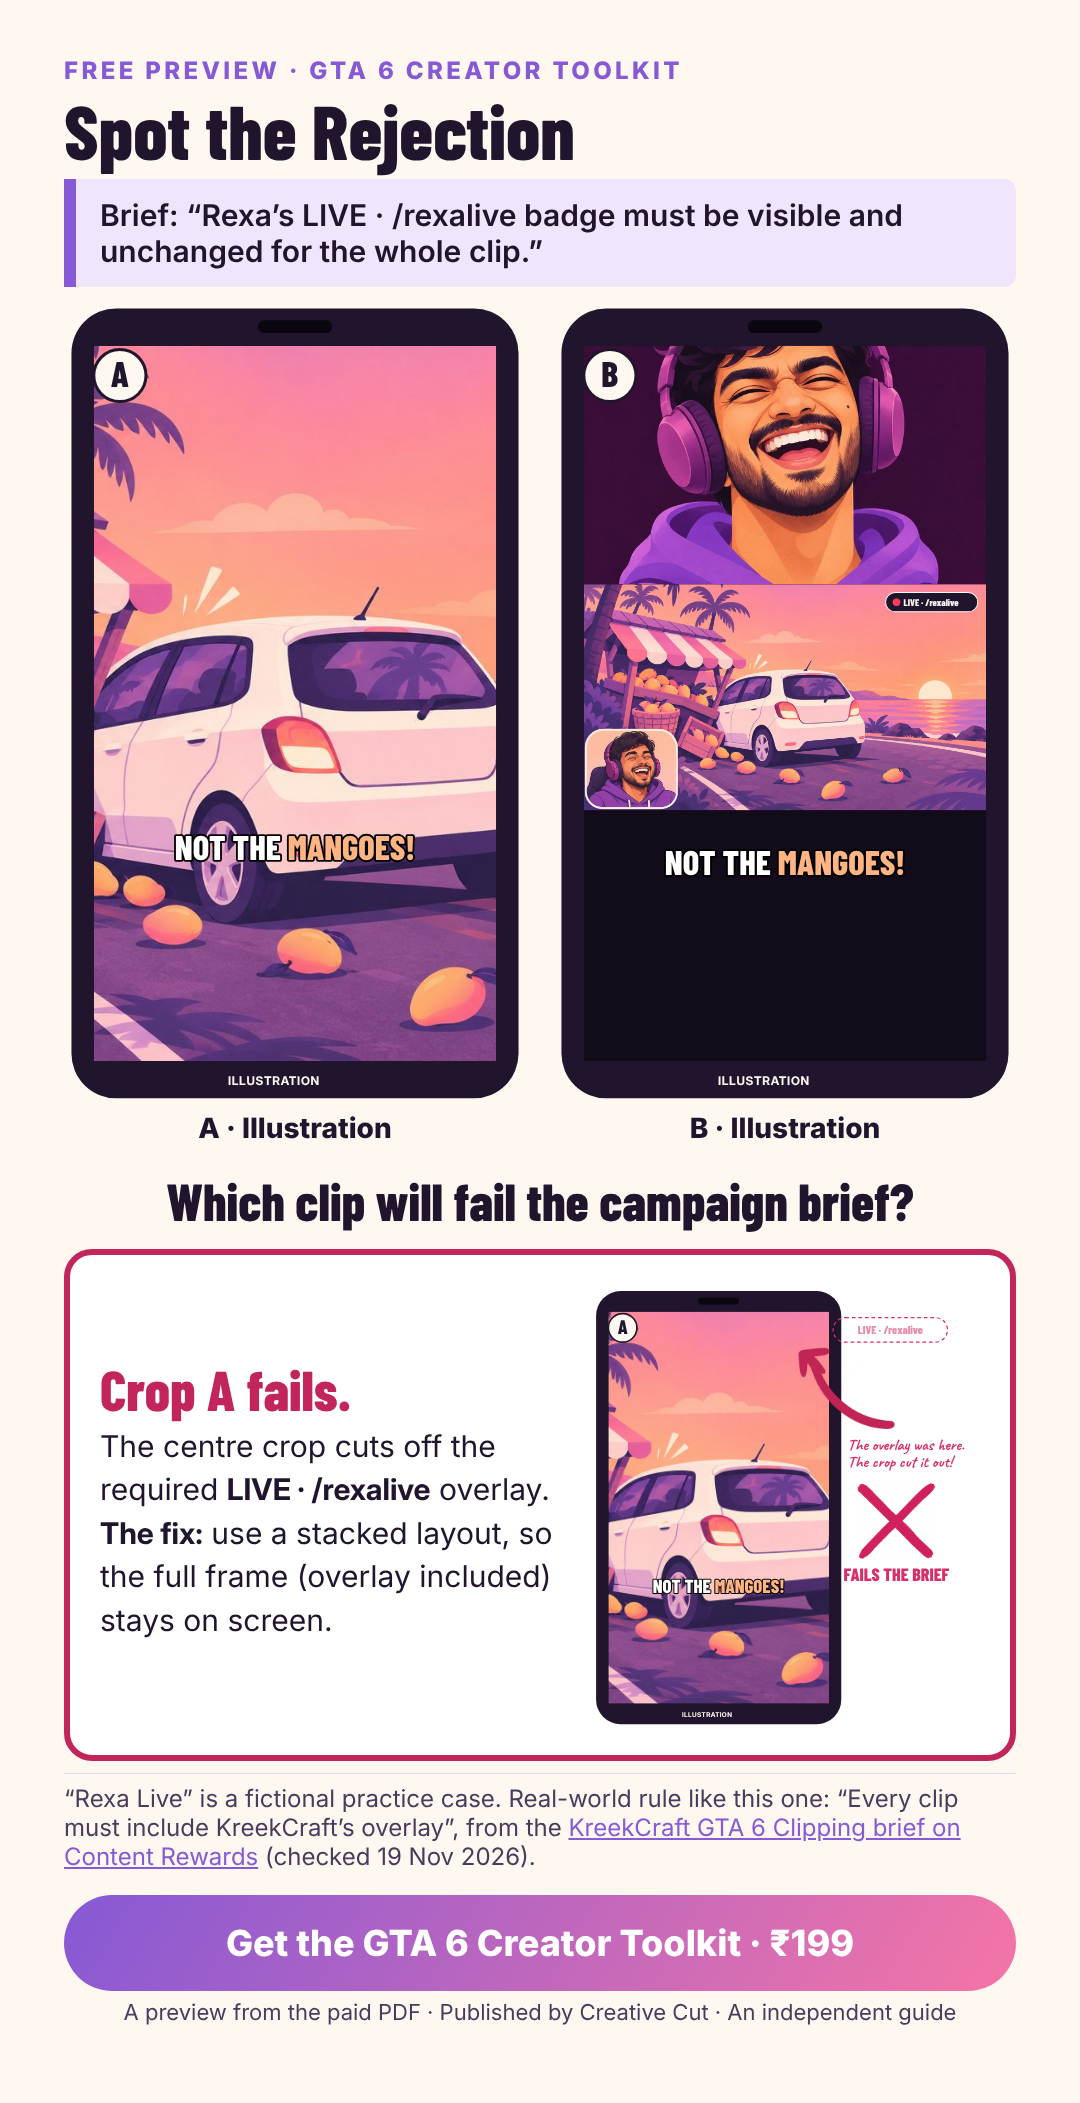 FREE PREVIEW · GTA 6 CREATOR TOOLKIT
Spot the Rejection
Brief: “Rexa’s LIVE · /rexalive badge must be visible and
unchanged for the whole clip.”
A
NOT THE MANGOES!
ILLUSTRATION
A · Illustration
B
LIVE · /rexalive
NOT THE MANGOES!
ILLUSTRATION
B · Illustration
Which clip will fail the campaign brief?
Crop A fails.
The centre crop cuts off the
required LIVE · /rexalive overlay.
The fix: use a stacked layout, so
the full frame (overlay included)
stays on screen.
A
LIVE · /rexalive
The overlay was here.
The crop cut it out!
FAILS THE BRIEF
NOT THE MANGOES!
ILLUSTRATION
“Rexa Live” is a fictional practice case. Real-world rule like this one: “Every clip
must include KreekCraft’s overlay”, from the KreekCraft GTA 6 Clipping brief on
Content Rewards (checked 19 Nov 2026).
Get the GTA 6 Creator Toolkit · ₹199
A preview from the paid PDF · Published by Creative Cut · An independent guide